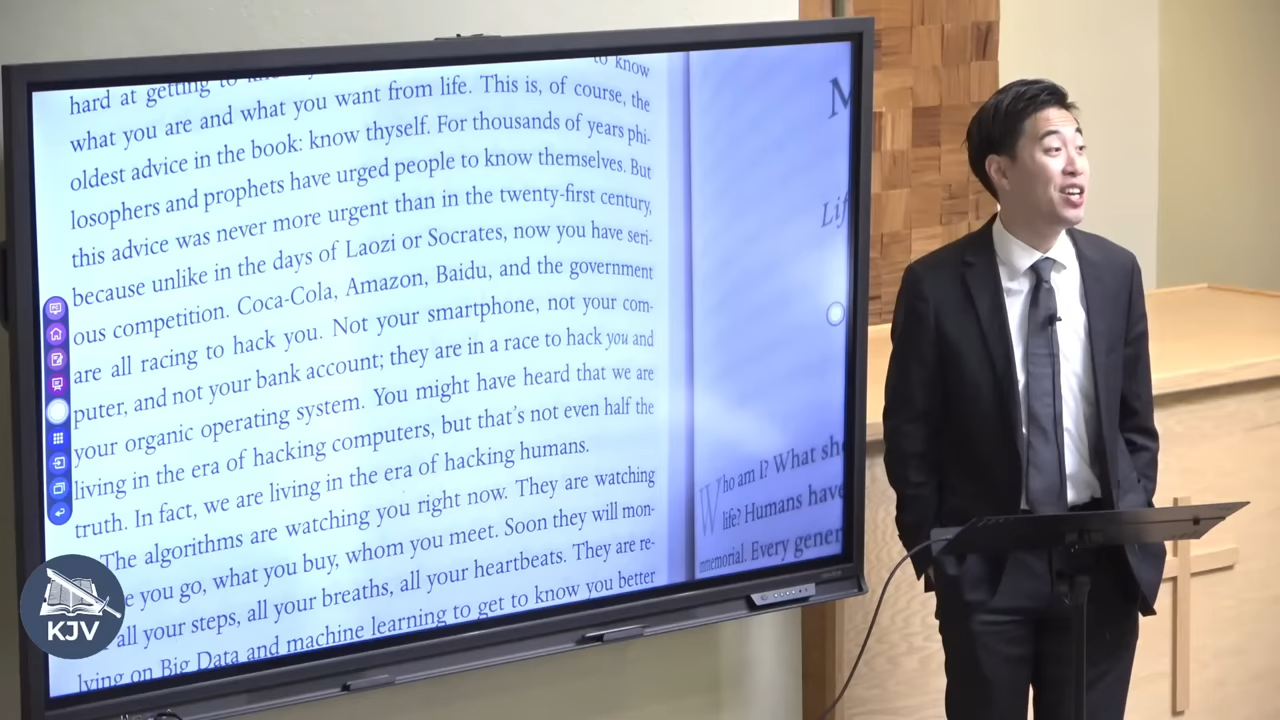 hard at getting to know
what you are and what you want from life. This is, of course, the
oldest advice in the book: know thyself. For thousands of years phi-
losophers and prophets have urged people to know themselves. But
this advice was never more urgent than in the twenty-first century,
because unlike in the days of Laozi or Socrates, now you have seri-
ous competition. Coca-Cola, Amazon, Baidu, and the government
are all racing to hack you. Not your smartphone, not your com-
puter, and not your bank account; they are in a race to hack you and
your organic operating system. You might have heard that we are
living in the era of hacking computers, but that's not even half the
truth. In fact, we are living in the era of hacking humans.
The algorithms are watching you right now. They are watching
you go, what you buy, whom you meet. Soon they will mon-
all your steps, all your breaths, all your heartbeats. They are re-
lying on Big Data and machine learning to get to know you better
M
Lif
O
Who am I? What sh
life? Humans have
mmemorial. Every gener
KJV